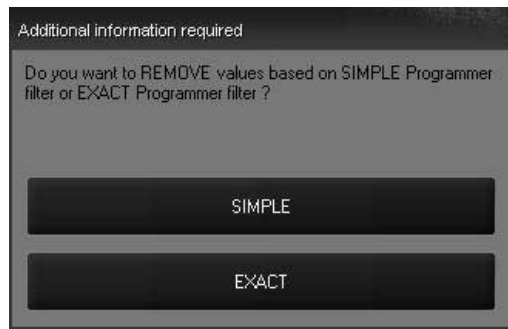 Additional information required
Do you want to REMOVE values based on SIMPLE Programmer
filter or EXACT Programmer filter ?
SIMPLE
EXACT